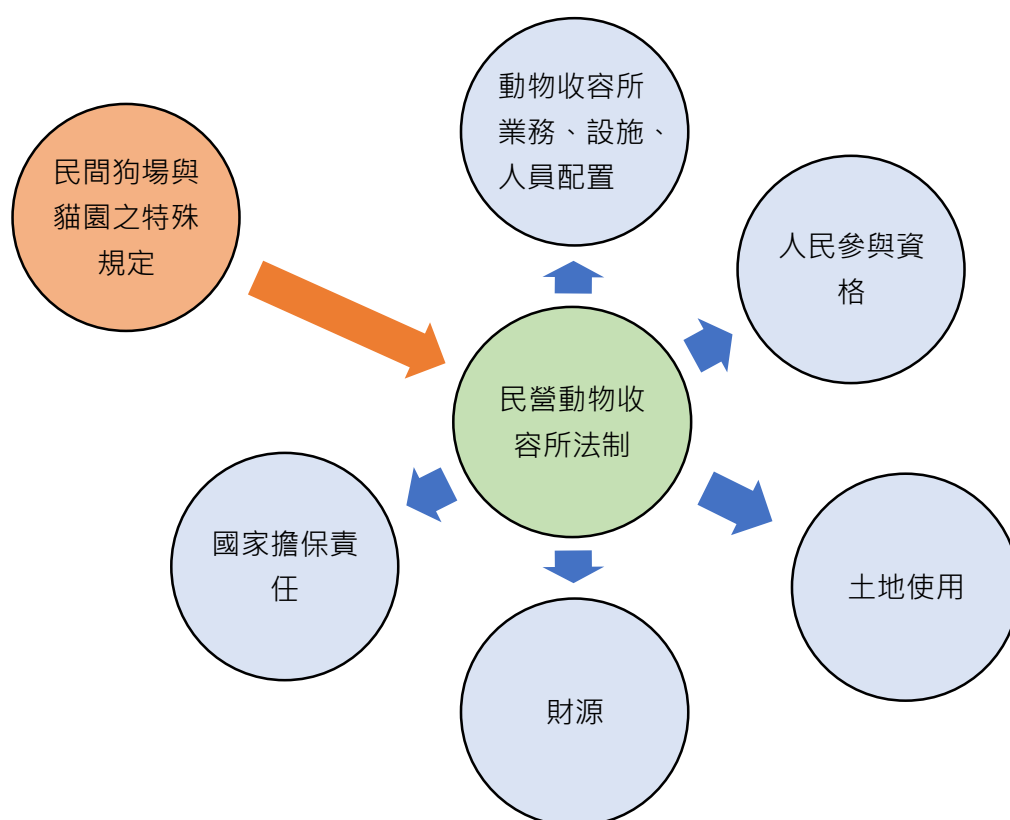 動物收容所
業務、設施、
人員配置
民間狗場與
貓園之特殊
規定
人民參與資
格
民營動物收
容所法制
國家擔保責
任
土地使用
財源